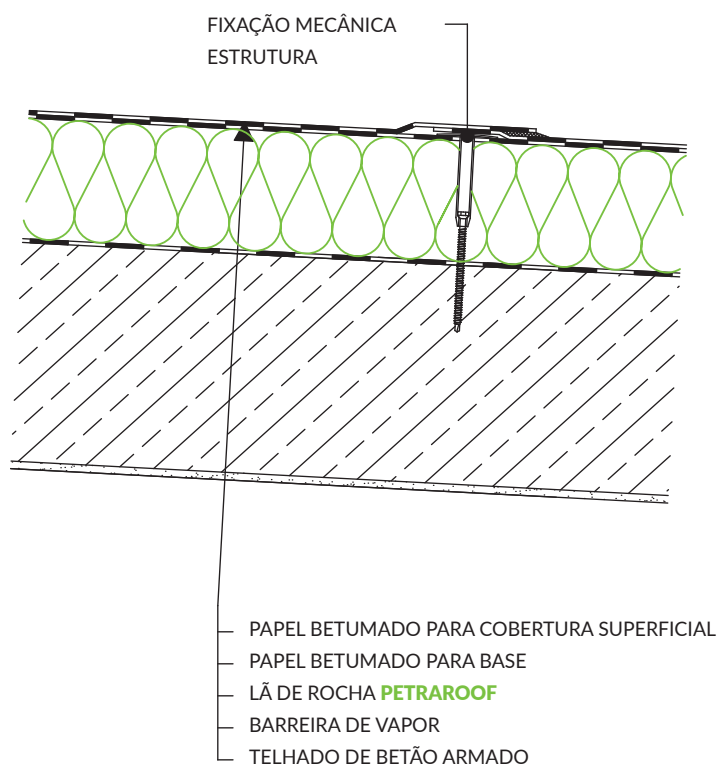 FIXAÇÃO MECÂNICA
ESTRUTURA
PAPEL BETUMADO PARA COBERTURA SUPERFICIAL
PAPEL BETUMADO PARA BASE
LÃ DE ROCHA PETRAROOF
BARREIRA DE VAPOR
TELHADO DE BETÃO ARMADO